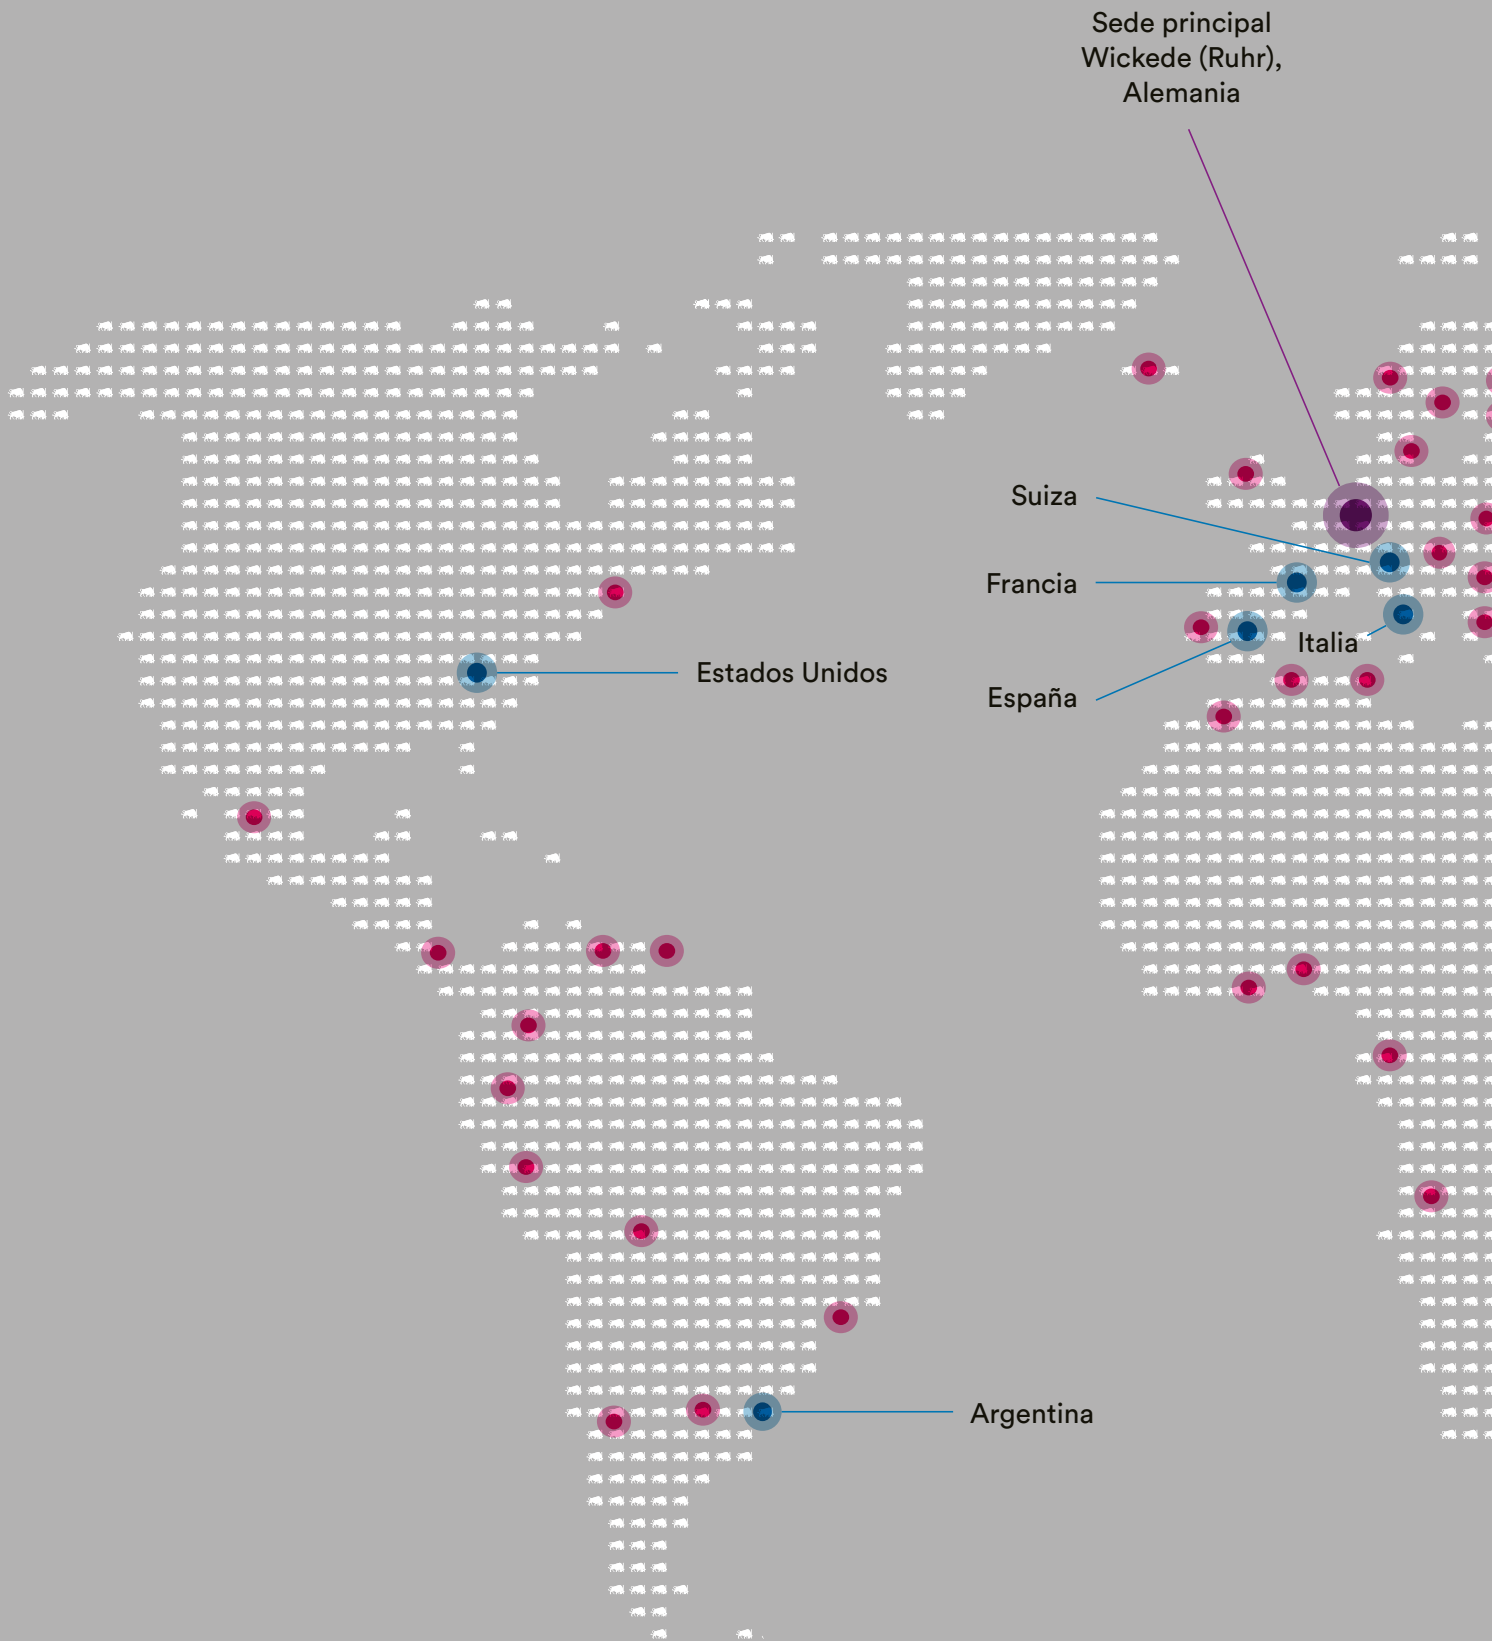 Sede principal
Wickede (Ruhr),
Alemania
Suiza
Francia
Italia
Estados Unidos
España
Argentina